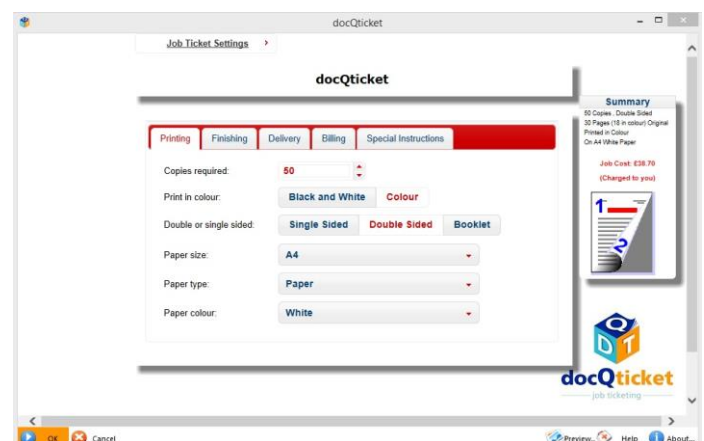 docQticket
Job Ticket Settings >
docQticket
Printing Finishing Delivery Billing Special Instructions
Copies required: 50
Print in colour: Black and White Colour
Double or single sided: Single Sided Double Sided Booklet
Paper size: A4
Paper type: Paper
Paper colour: White
Summary
50 Copies , Double Sided
30 Pages (18 in colour) Original
Printed in Colour
On A4 White Paper
Job Cost: £38.70
(Charged to you)
1
2
Q
D T
docQticket
job ticketing
OK Cancel Preview... Help About...